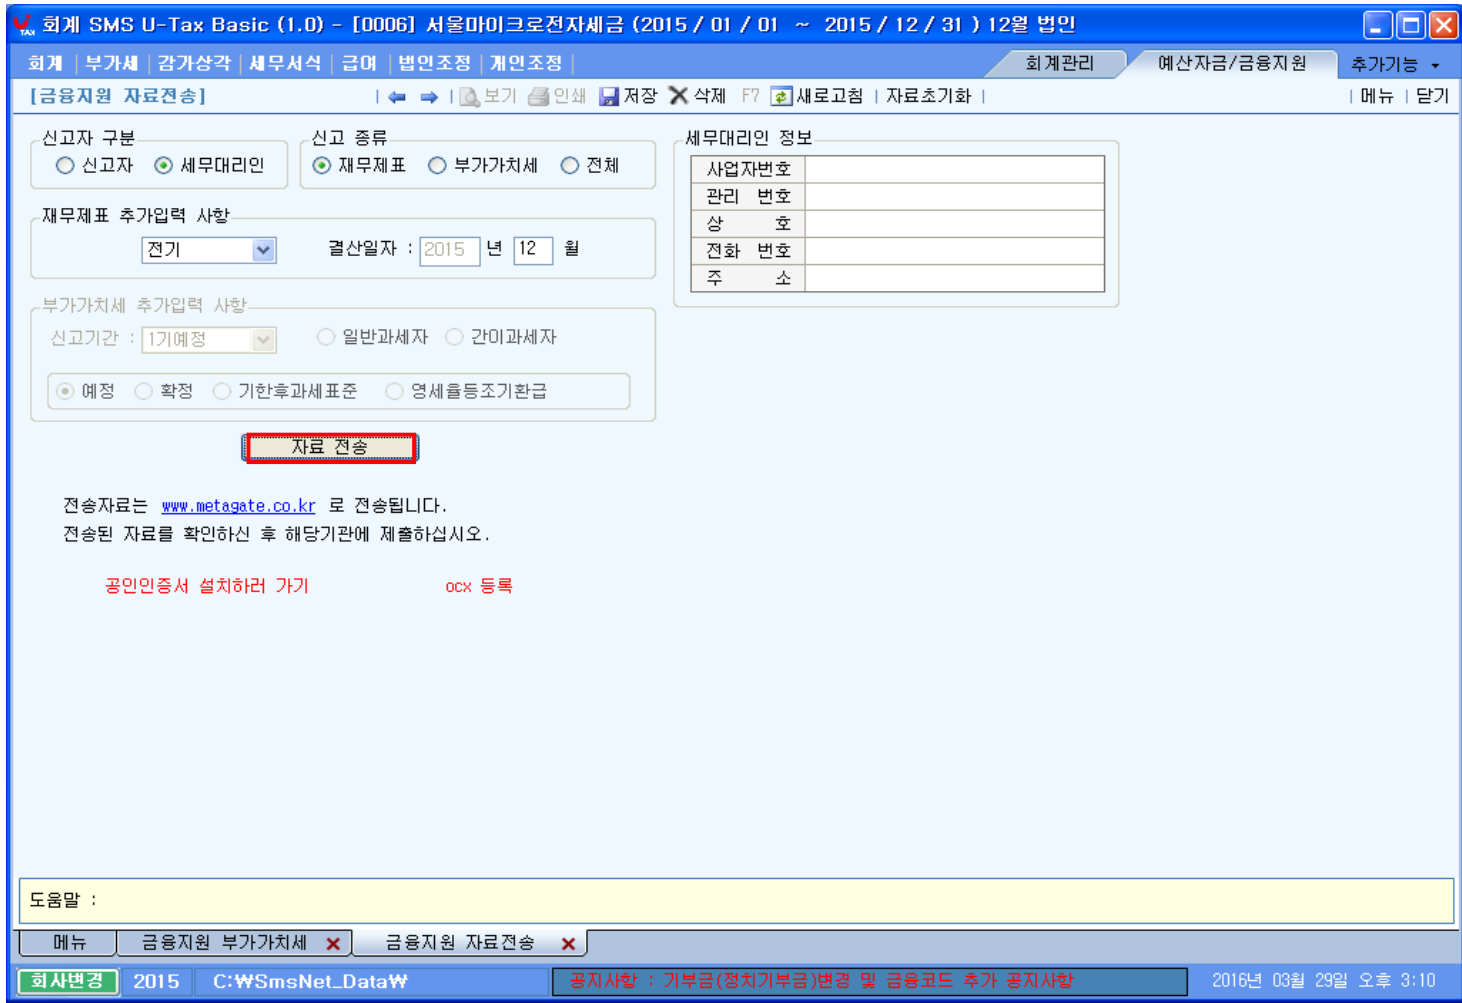 회계 SMS U-Tax Basic (1.0) - [0006] 서울마이크로전자세금 (2015 / 01 / 01 ~ 2015 / 12 / 31 ) 12월 법인
회계 | 부가세 | 감가상각 | 세무서식 | 급여 | 법인조정 | 개인조정 | 회계관리 예산자금/금융지원 추가기능
[금융지원 자료전송] | | 보기 인쇄 저장 삭제 F7 새로고침 | 자료초기화 | | 메뉴 | 닫기
신고자 구분 신고 종류 세무대리인 정보
신고자 세무대리인 재무제표 부가가치세 전체
사업자번호
관리 번호
상 호
전화 번호
주 소
재무제표 추가입력 사항
전기 결산일자 : 2015 년 12 월
부가가치세 추가입력 사항
신고기간 : 1기예정 일반과세자 간이과세자
예정 확정 기한후과세표준 영세율등조기환급
자료 전송
전송자료는 www.metagate.co.kr 로 전송됩니다.
전송된 자료를 확인하신 후 해당기관에 제출하십시오.
공인인증서 설치하러 가기 ocx 등록
도움말 :
메뉴 금융지원 부가가치세 금융지원 자료전송
회사변경 2015 C:₩SmsNet_Data₩ 공지사항 : 기부금(정치기부금)변경 및 금융코드 추가 공지사항 2016년 03월 29일 오후 3:10
TAX